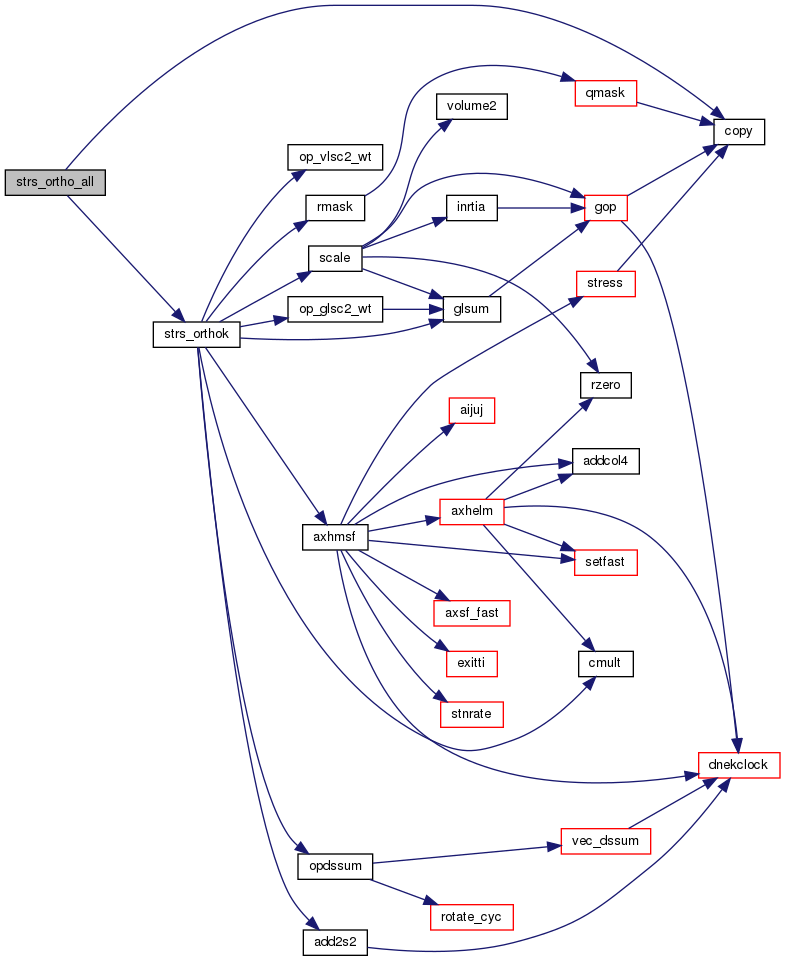 volume2
qmask
copy
op_vlsc2_wt
strs_ortho_all
rmask
inrtia
gop
scale
stress
op_glsc2_wt
glsum
strs_orthok
rzero
aijuj
addcol4
axhelm
axhmsf
setfast
axsf_fast
exitti
cmult
stnrate
dnekclock
vec_dssum
opdssum
rotate_cyc
add2s2